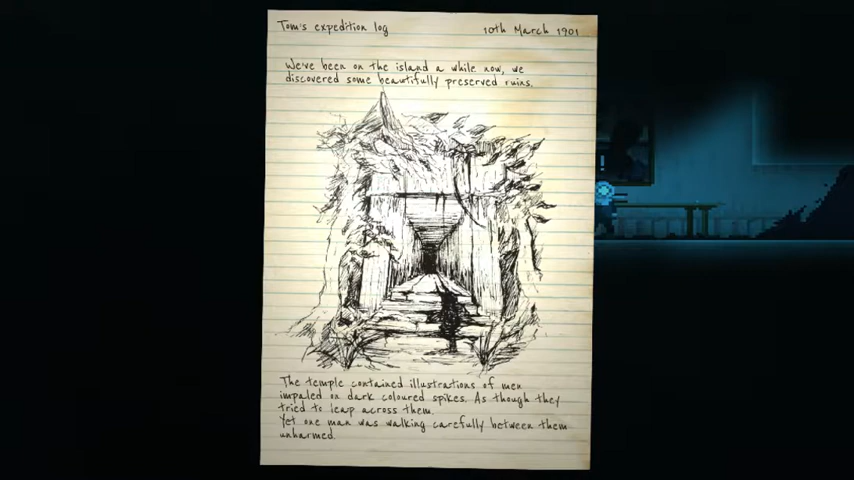 Tom's expedition log 10th March 1901
We've been on the island a while now, we
discovered some beautifully preserved ruins.
The temple contained illustrations of men
impaled on dark coloured spikes. As though they
tried to leap across them.
Yet one man was walking carefully between them
unharmed.
!